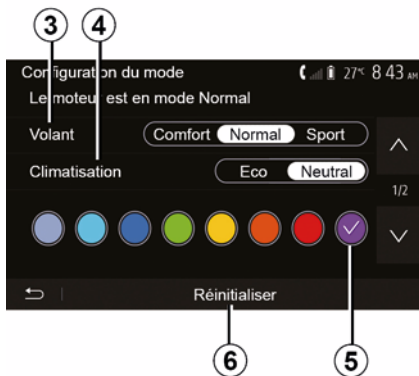 3 4
Configuration du mode 27°C 8 43 AM
Le moteur est en mode Normal
Volant Comfort Normal Sport
Climatisation Eco Neutral
1/2
Réinitialiser
6 5